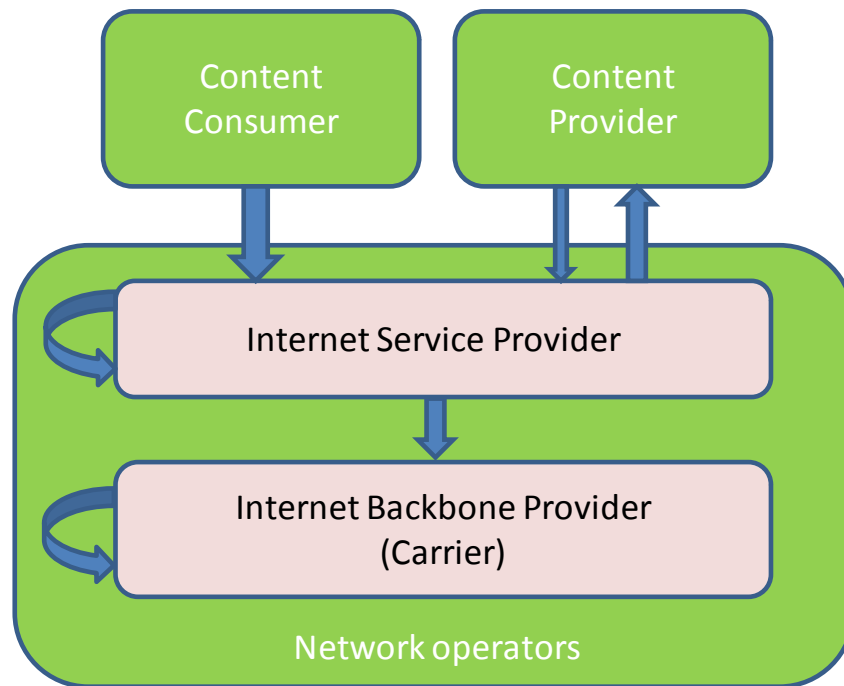 Content
Consumer
Content
Provider
Internet Service Provider
Internet Backbone Provider
(Carrier)
Network operators